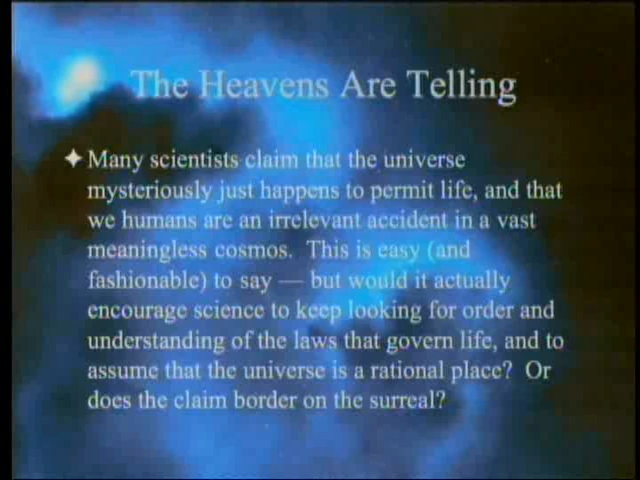 The Heavens Are Telling
Many scientists claim that the universe
mysteriously just happens to permit life, and that
we humans are an irrelevant accident in a vast
meaningless cosmos. This is easy (and
fashionable) to say — but would it actually
encourage science to keep looking for order and
understanding of the laws that govern life, and to
assume that the universe is a rational place? Or
does the claim border on the surreal?